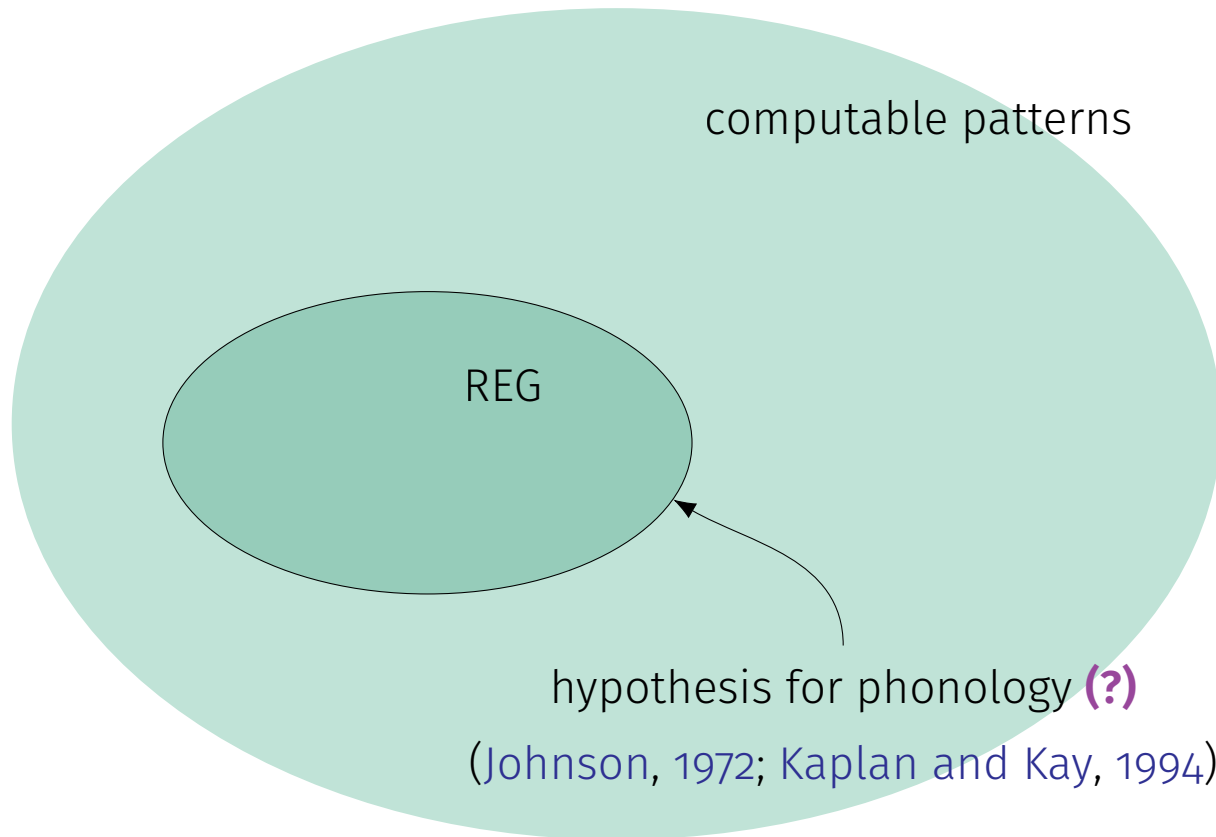 computable patterns
REG
hypothesis for phonology (?)
(Johnson, 1972; Kaplan and Kay, 1994)